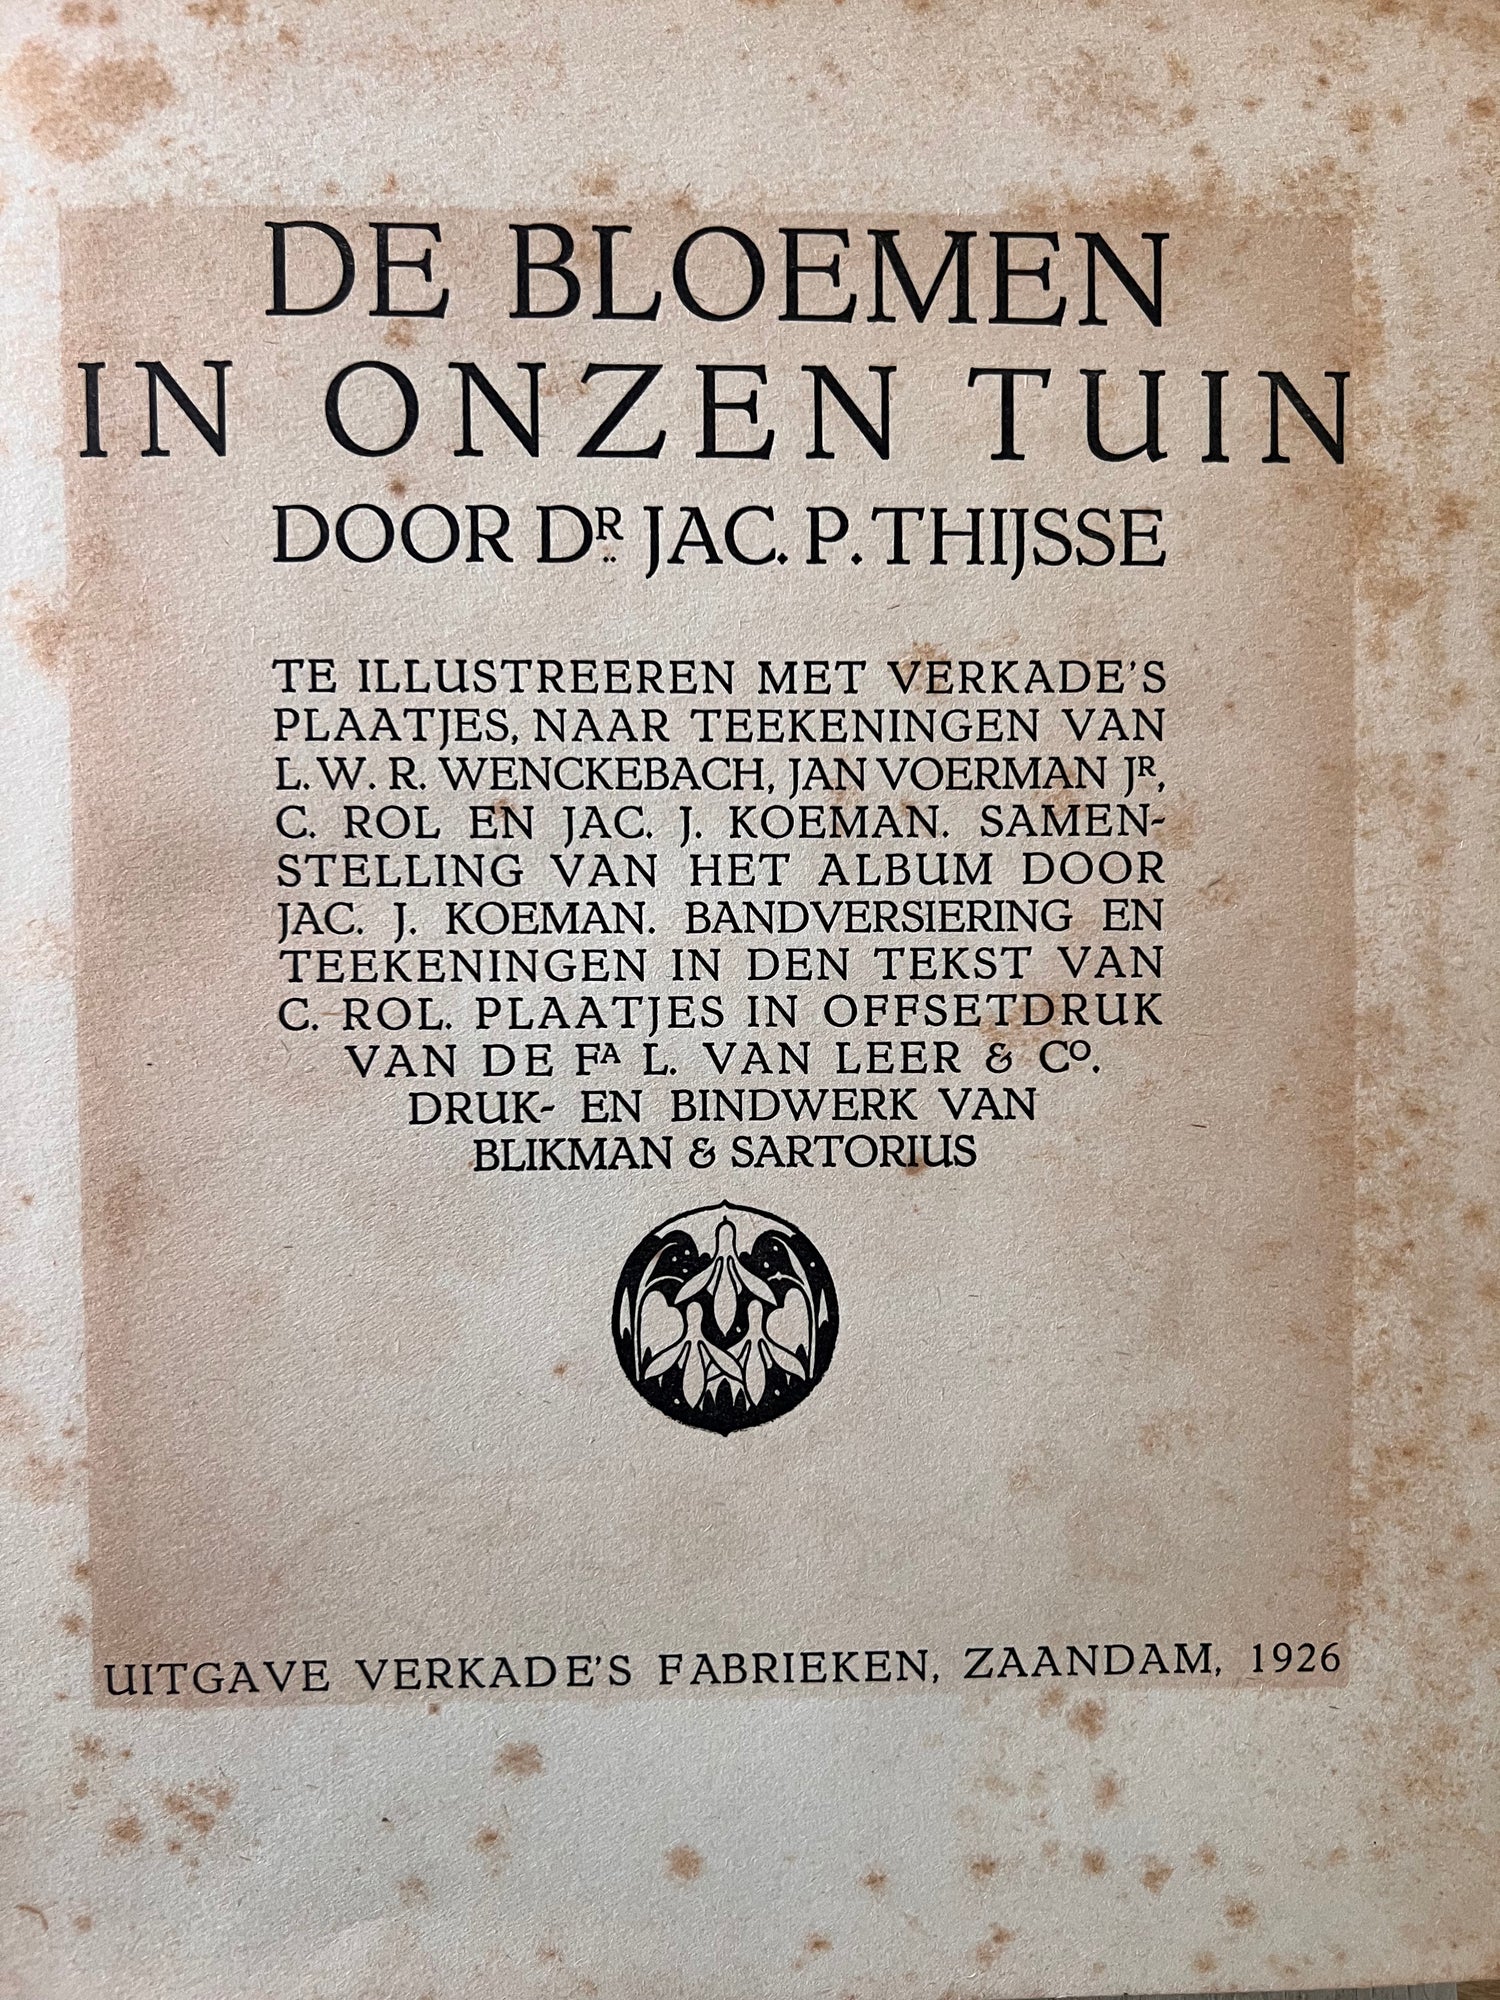 DE BLOEMEN
IN ONZEN TUIN
DOOR DR JAC. P. THIJSSE
TE ILLUSTREEREN MET VERKADE'S
PLAATJES, NAAR TEEKENINGEN VAN
L. W. R. WENCKEBACH, JAN VOERMAN JR,
C. ROL EN JAC. J. KOEMAN. SAMEN-
STELLING VAN HET ALBUM DOOR
JAC. J. KOEMAN. BANDVERSIERING EN
TEEKENINGEN IN DEN TEKST VAN
C. ROL. PLAATJES IN OFFSETDRUK
VAN DE FA L. VAN LEER & CO.
DRUK- EN BINDWERK VAN
BLIKMAN & SARTORIUS
UITGAVE VERKADE'S FABRIEKEN, ZAANDAM, 1926